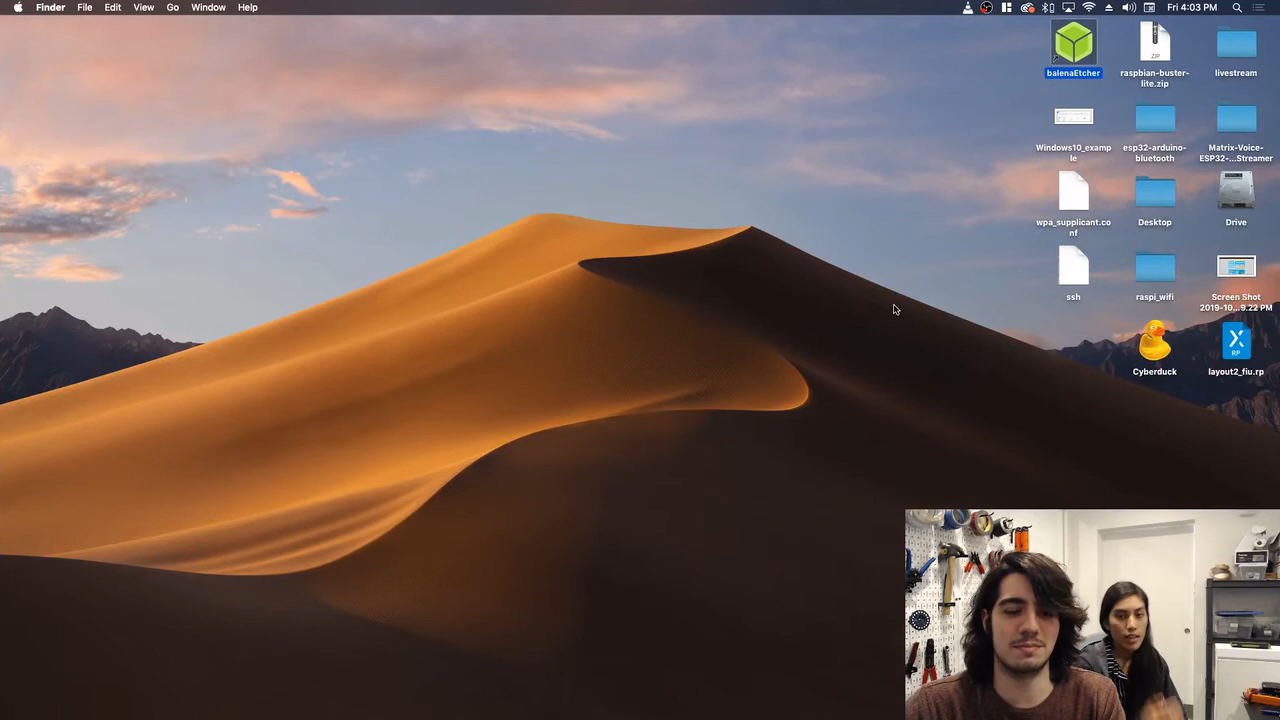 Finder File Edit View Go Window Help
Fri 4:03 PM
balenaEtcher
raspbian-buster-
lite.zip
livestream
ZIP
Windows10_examp
le
esp32-arduino-
bluetooth
Matrix-Voice-
ESP32-...Streamer
wpa_supplicant.co
nf
Desktop
Drive
ssh
raspi_wifi
Screen Shot
2019-10...9.22 PM
Cyberduck
X
RP
layout2_fiu.rp